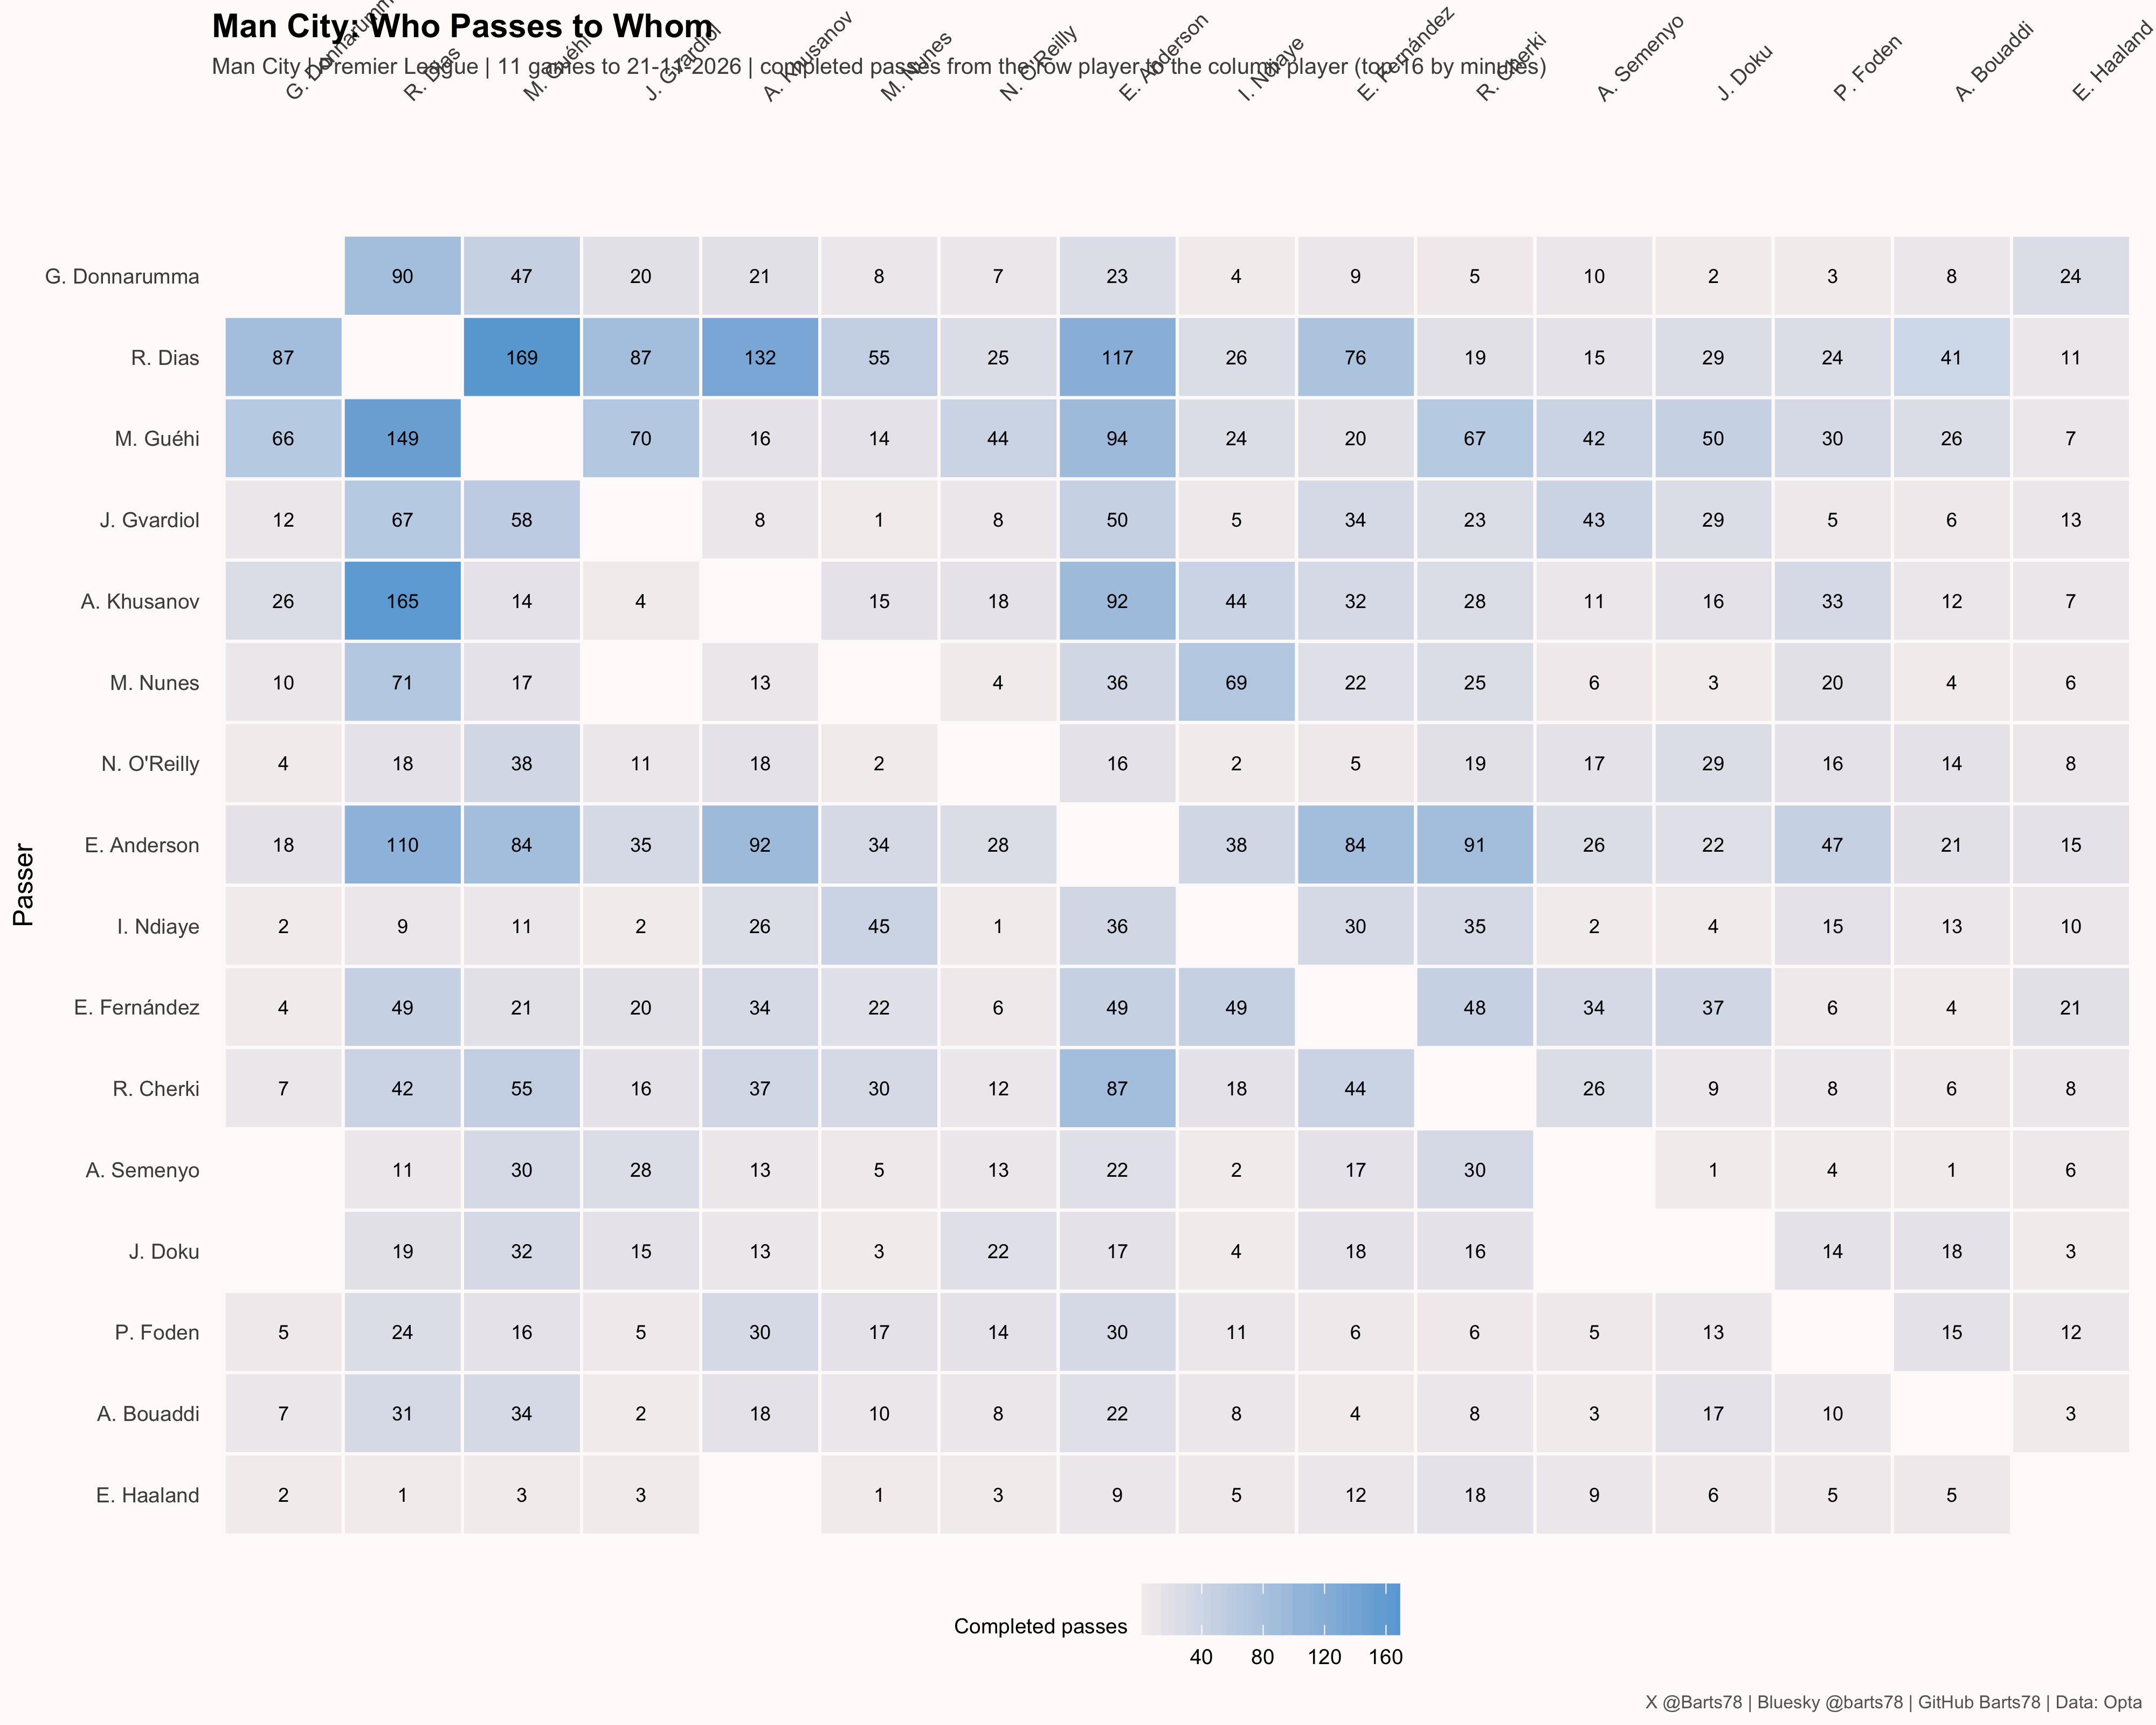 Man City: Who Passes to Whom
Man City | Premier League | 11 games to 21-11-2026 | completed passes from the row player to the column player (top 16 by minutes)
G. Donnarumma R. Dias M. Guéhi J. Gvardiol A. Khusanov M. Nunes N. O'Reilly E. Anderson I. Ndiaye E. Fernández R. Cherki A. Semenyo J. Doku P. Foden A. Bouaddi E. Haaland
G. Donnarumma 90 47 20 21 8 7 23 4 9 5 10 2 3 8 24
R. Dias 87 169 87 132 55 25 117 26 76 19 15 29 24 41 11
M. Guéhi 66 149 70 16 14 44 94 24 20 67 42 50 30 26 7
J. Gvardiol 12 67 58 8 1 8 50 5 34 23 43 29 5 6 13
A. Khusanov 26 165 14 4 15 18 92 44 32 28 11 16 33 12 7
M. Nunes 10 71 17 13 4 36 69 22 25 6 3 20 4 6
N. O'Reilly 4 18 38 11 18 2 16 2 5 19 17 29 16 14 8
E. Anderson 18 110 84 35 92 34 28 38 84 91 26 22 47 21 15
I. Ndiaye 2 9 11 2 26 45 1 36 30 35 2 4 15 13 10
E. Fernández 4 49 21 20 34 22 6 49 49 48 34 37 6 4 21
R. Cherki 7 42 55 16 37 30 12 87 18 44 26 9 8 6 8
A. Semenyo 11 30 28 13 5 13 22 2 17 30 1 4 1 6
J. Doku 19 32 15 13 3 22 17 4 18 16 14 18 3
P. Foden 5 24 16 5 30 17 14 30 11 6 6 5 13 15 12
A. Bouaddi 7 31 34 2 18 10 8 22 8 4 8 3 17 10 3
E. Haaland 2 1 3 3 1 3 9 5 12 18 9 6 5 5
Passer
Completed passes
40 80 120 160
X @Barts78 | Bluesky @barts78 | GitHub Barts78 | Data: Opta